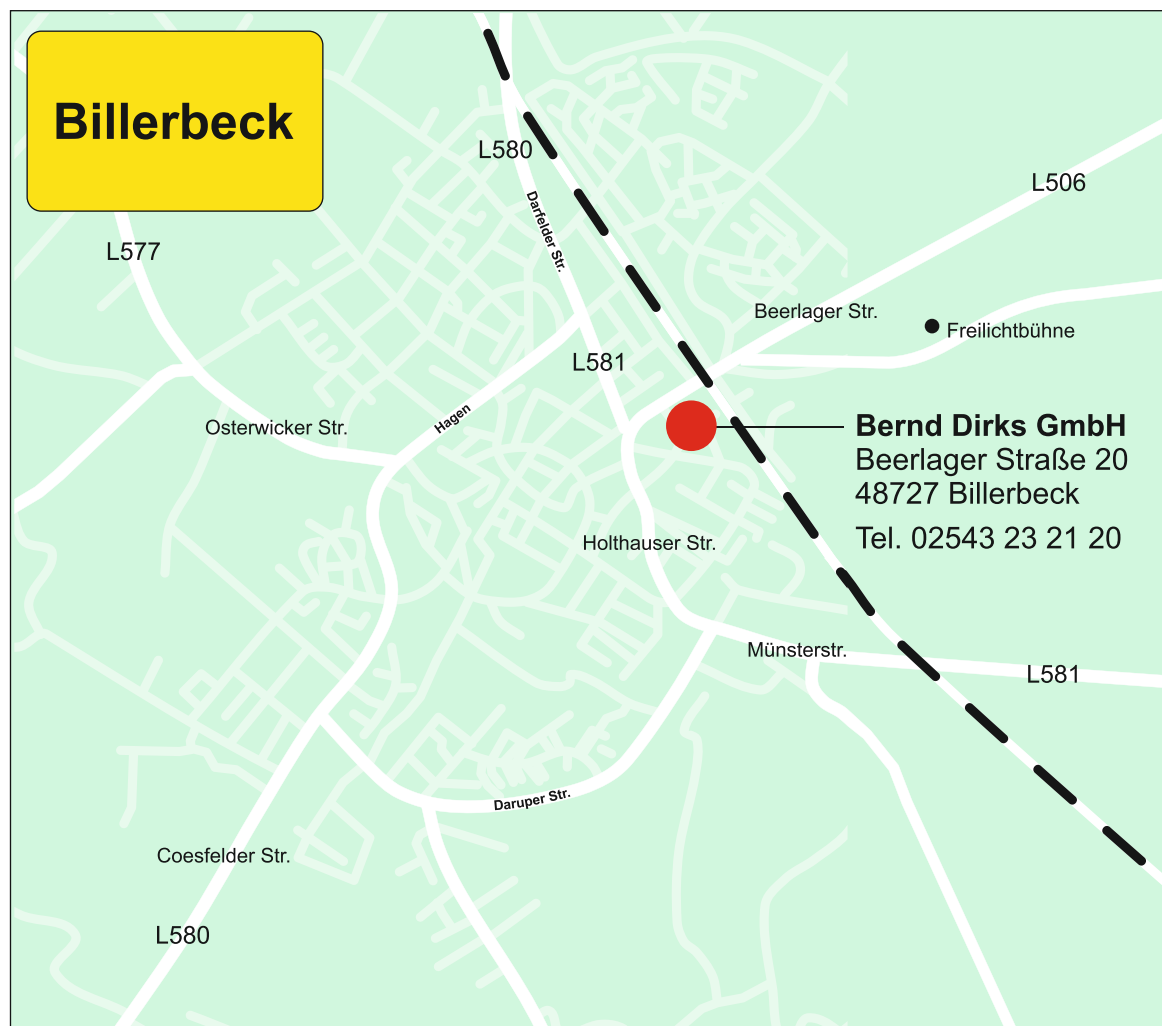 Billerbeck
L580
L506
L577
Darfelder Str.
Beerlager Str.
Freilichtbühne
L581
Hagen
Osterwicker Str.
Bernd Dirks GmbH
Beerlager Straße 20
48727 Billerbeck
Tel. 02543 23 21 20
Holthauser Str.
Münsterstr.
L581
Daruper Str.
Coesfelder Str.
L580